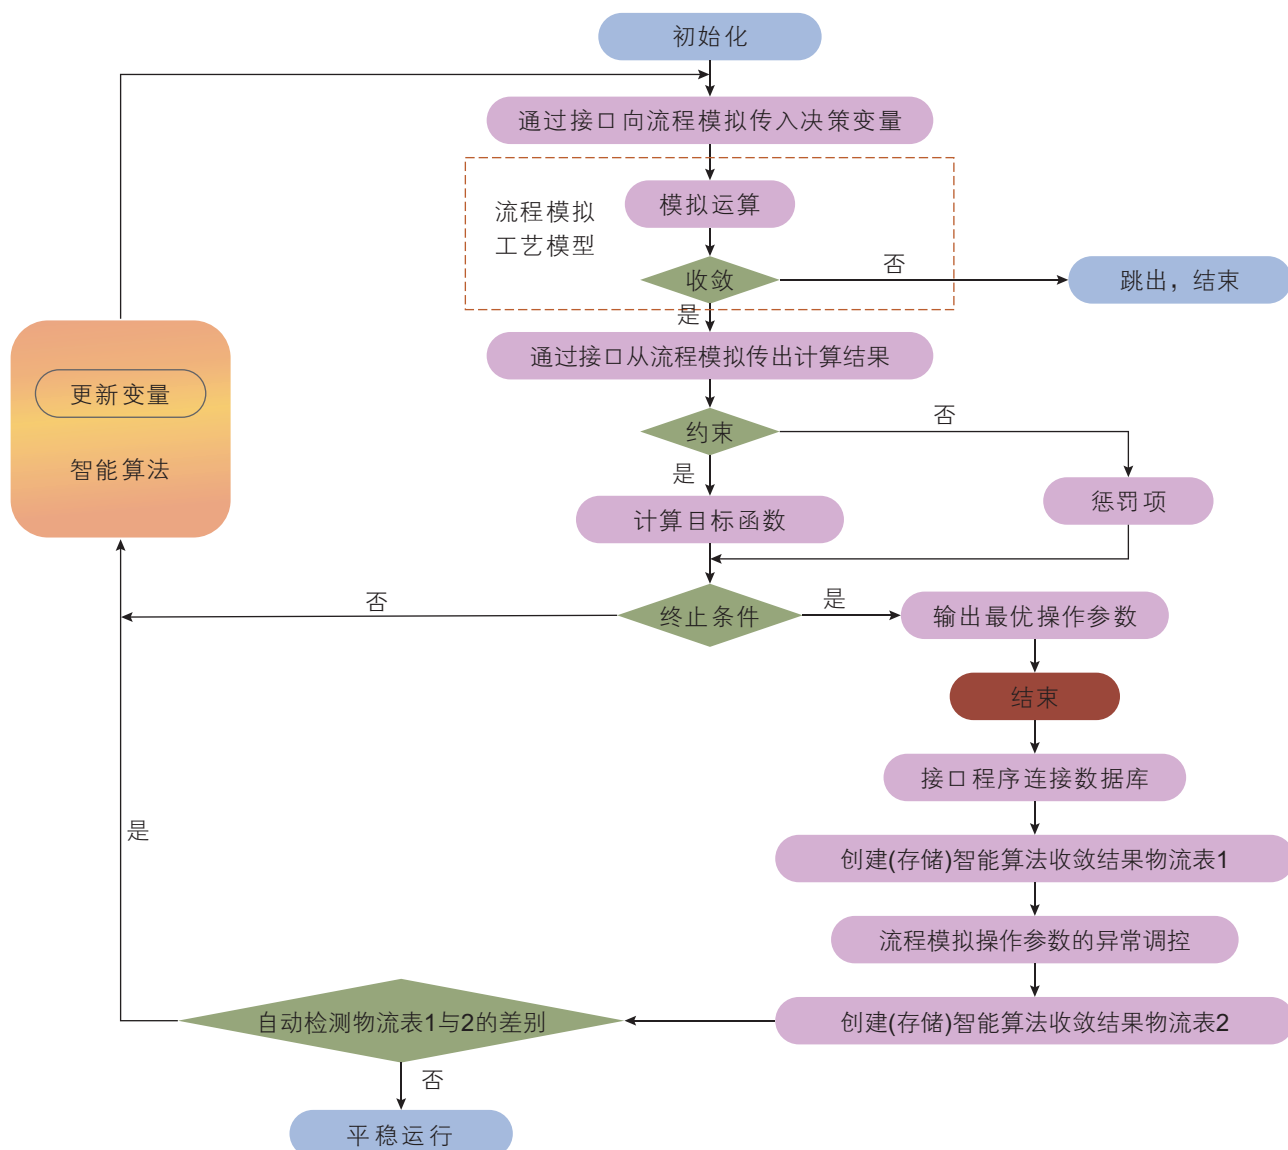 初始化
通过接口向流程模拟传入决策变量
流程模拟
工艺模型
模拟运算
收敛
否
跳出，结束
是
通过接口从流程模拟传出计算结果
更新变量
智能算法
约束
否
是
惩罚项
计算目标函数
终止条件
否
是
输出最优操作参数
结束
接口程序连接数据库
是
创建(存储)智能算法收敛结果物流表1
流程模拟操作参数的异常调控
创建(存储)智能算法收敛结果物流表2
自动检测物流表1与2的差别
否
平稳运行